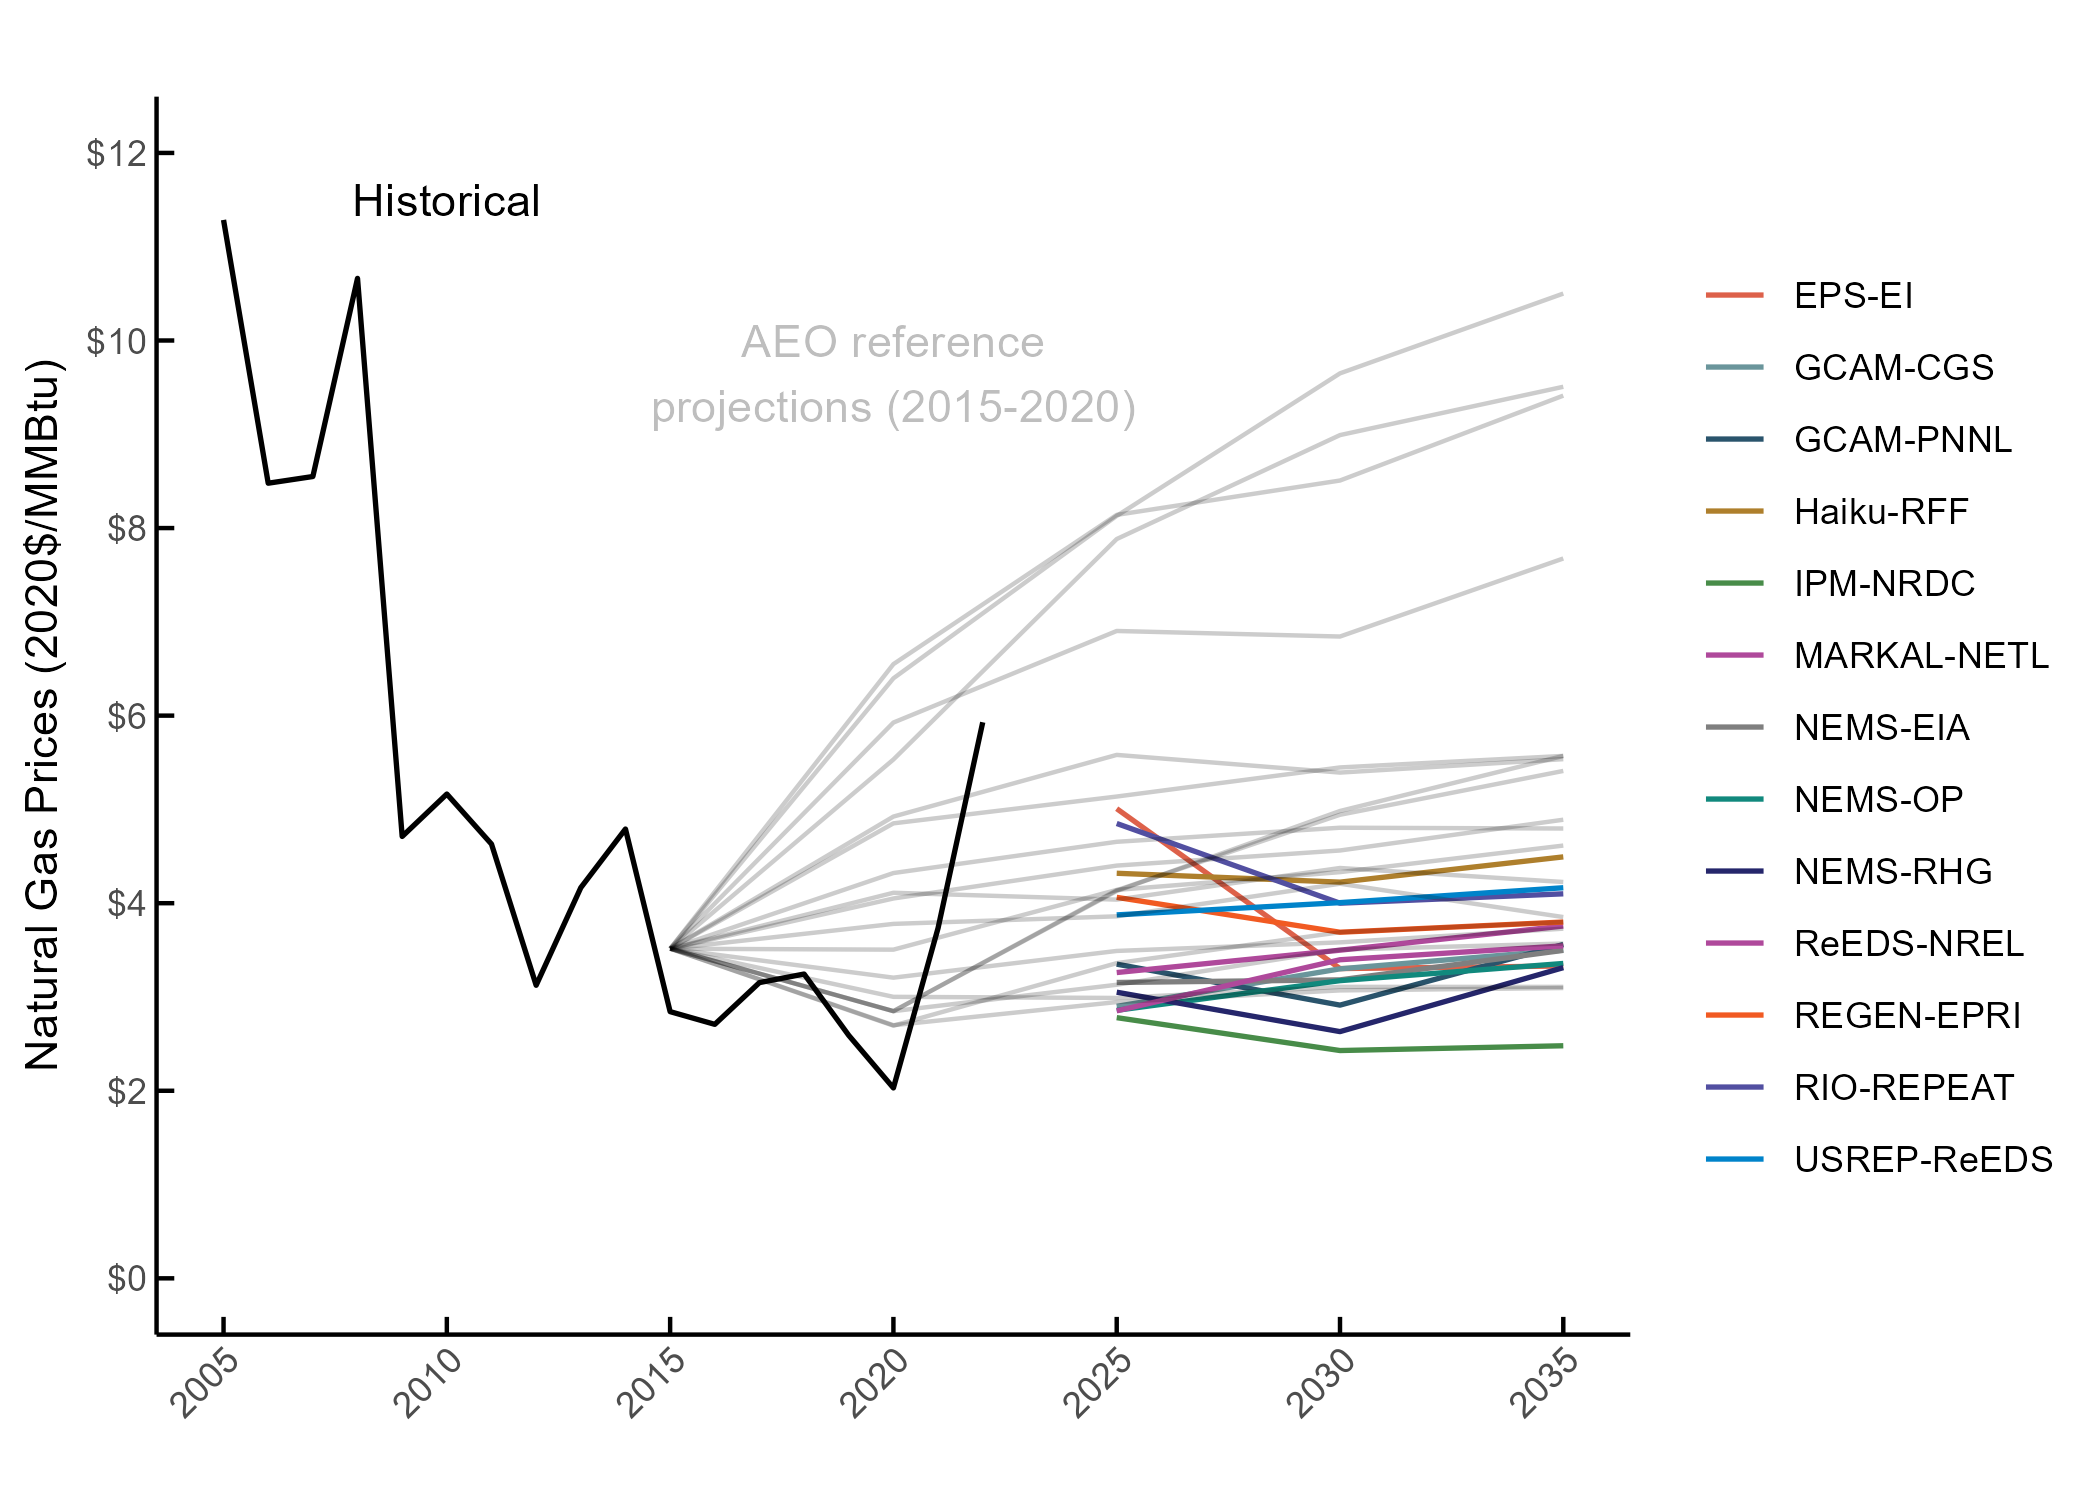 Natural Gas Prices (2020$/MMBtu)
$12
$10
$8
$6
$4
$2
$0
Historical
AEO reference
projections (2015-2020)
2005
2010
2015
2020
2025
2030
2035
EPS-EI
GCAM-CGS
GCAM-PNNL
Haiku-RFF
IPM-NRDC
MARKAL-NETL
NEMS-EIA
NEMS-OP
NEMS-RHG
ReEDS-NREL
REGEN-EPRI
RIO-REPEAT
USREP-ReEDS